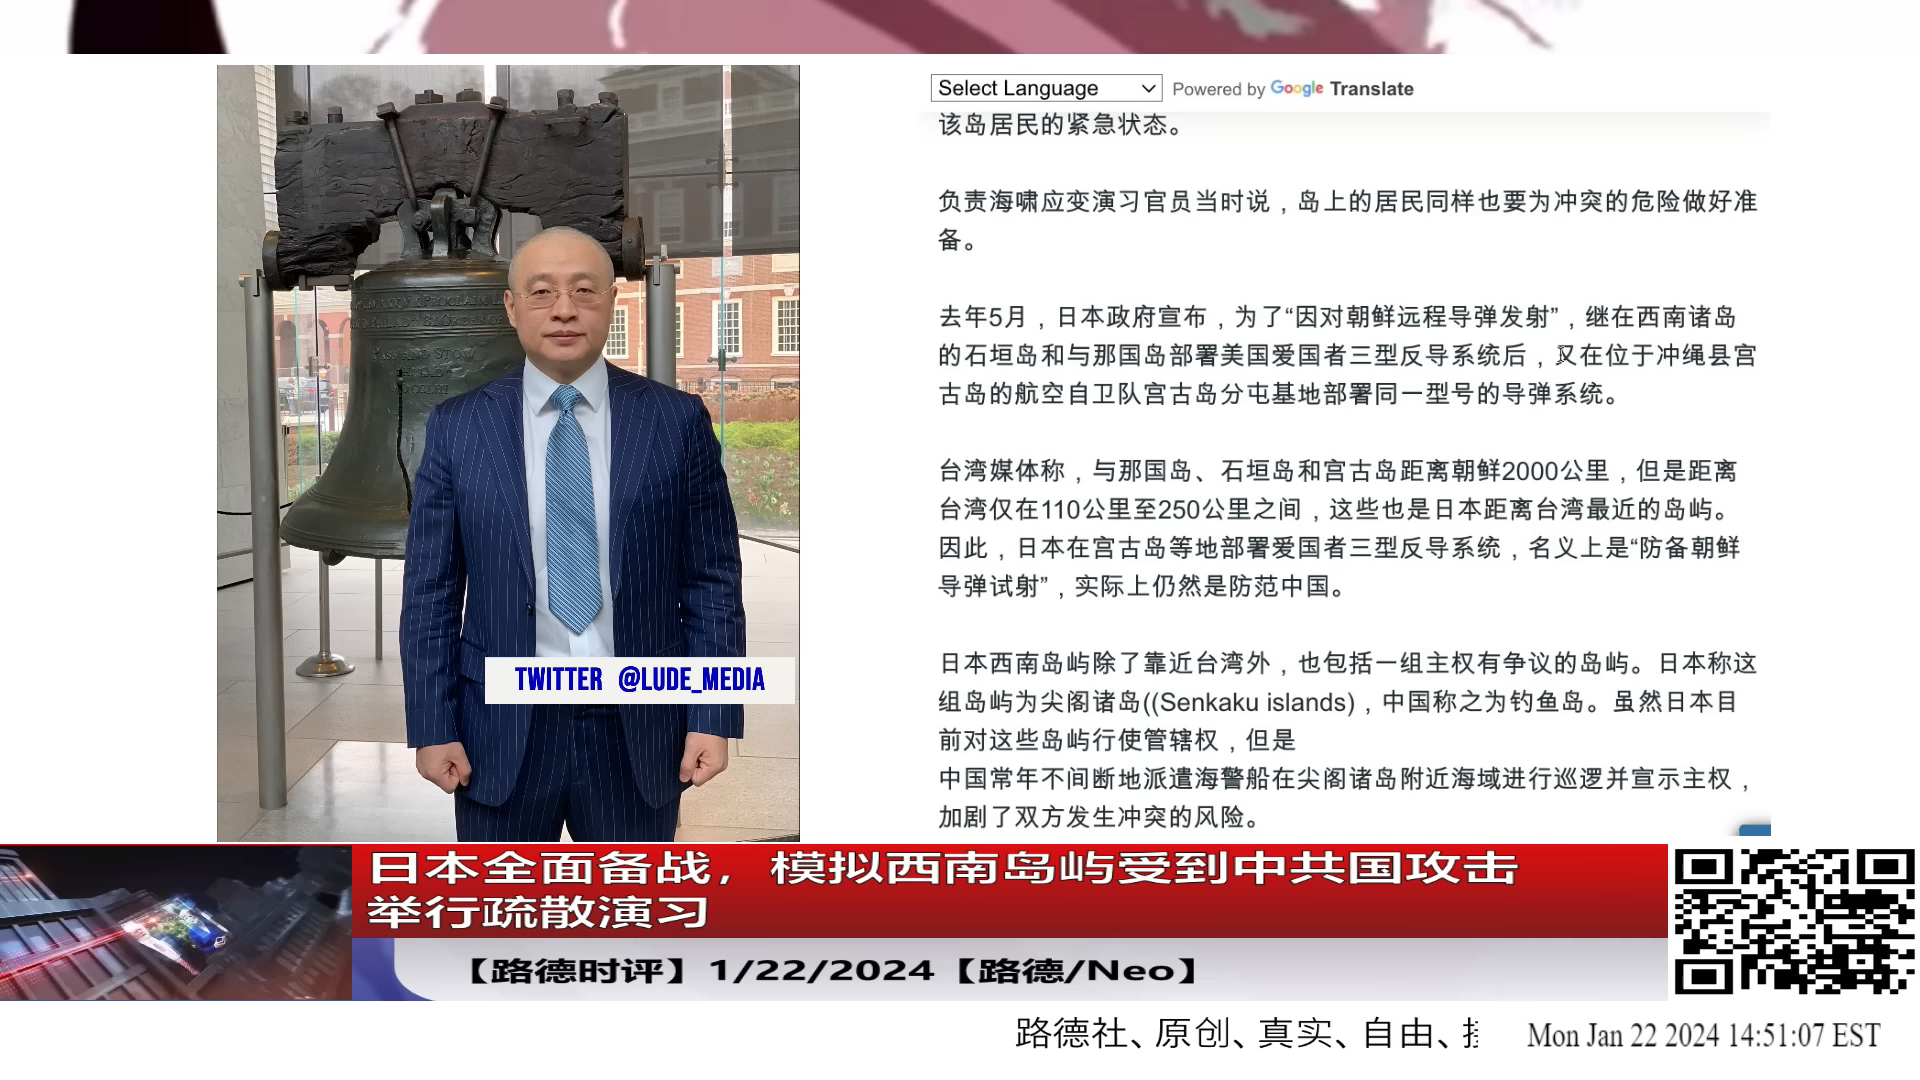 Select Language
Powered by Google Translate
该岛居民的紧急状态。
负责海啸应变演习官员当时说，岛上的居民同样也要为冲突的危险做好准
备。
去年5月，日本政府宣布，为了“因对朝鲜远程导弹发射”，继在西南诸岛
的石垣岛和与那国岛部署美国爱国者三型反导系统后，又在位于冲绳县宫
古岛的航空自卫队宫古岛分屯基地部署同一型号的导弹系统。
台湾媒体称，与那国岛、石垣岛和宫古岛距离朝鲜2000公里，但是距离
台湾仅在110公里至250公里之间，这些也是日本距离台湾最近的岛屿。
因此，日本在宫古岛等地部署爱国者三型反导系统，名义上是“防备朝鲜
导弹试射”，实际上仍然是防范中国。
日本西南岛屿除了靠近台湾外，也包括一组主权有争议的岛屿。日本称这
组岛屿为尖阁诸岛((Senkaku islands)，中国称之为钓鱼岛。虽然日本目
前对这些岛屿行使管辖权，但是
中国常年不间断地派遣海警船在尖阁诸岛附近海域进行巡逻并宣示主权，
加剧了双方发生冲突的风险。
PASS AND STOW
TWITTER @LUDE_MEDIA
日本全面备战，模拟西南岛屿受到中共国攻击
举行疏散演习
【路德时评】1/22/2024【路德/Neo】
路德社、原创、真实、自由、
Mon Jan 22 2024 14:51:07 EST